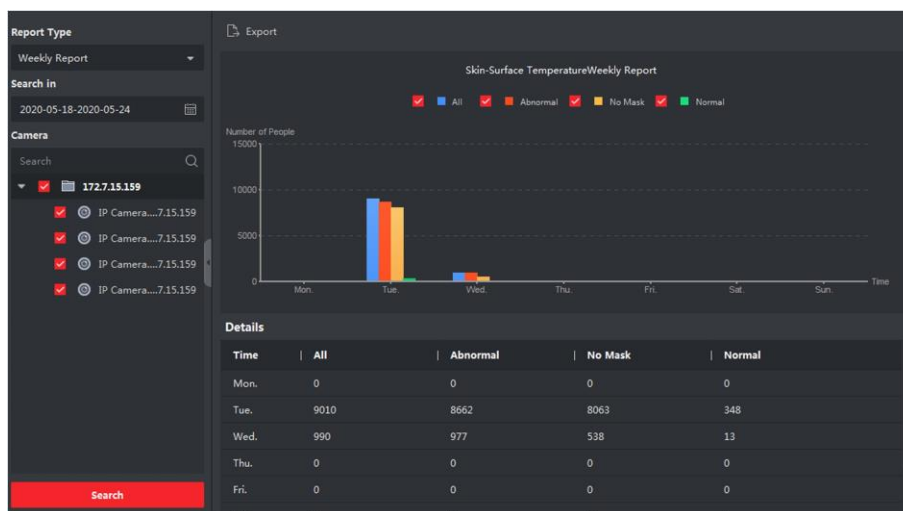 Report Type
Weekly Report
Search in
2020-05-18-2020-05-24
Camera
Search
172.7.15.159
IP Camera....7.15.159
IP Camera....7.15.159
IP Camera....7.15.159
IP Camera....7.15.159
Search
Export
Skin-Surface TemperatureWeekly Report
All Abnormal No Mask Normal
Number of People
15000
10000
5000
0
Mon. Tue. Wed. Thu. Fri. Sat. Sun. Time
Details
Time | All | Abnormal | No Mask | Normal
Mon. 0 0 0 0
Tue. 9010 8662 8063 348
Wed. 990 977 538 13
Thu. 0 0 0 0
Fri. 0 0 0 0